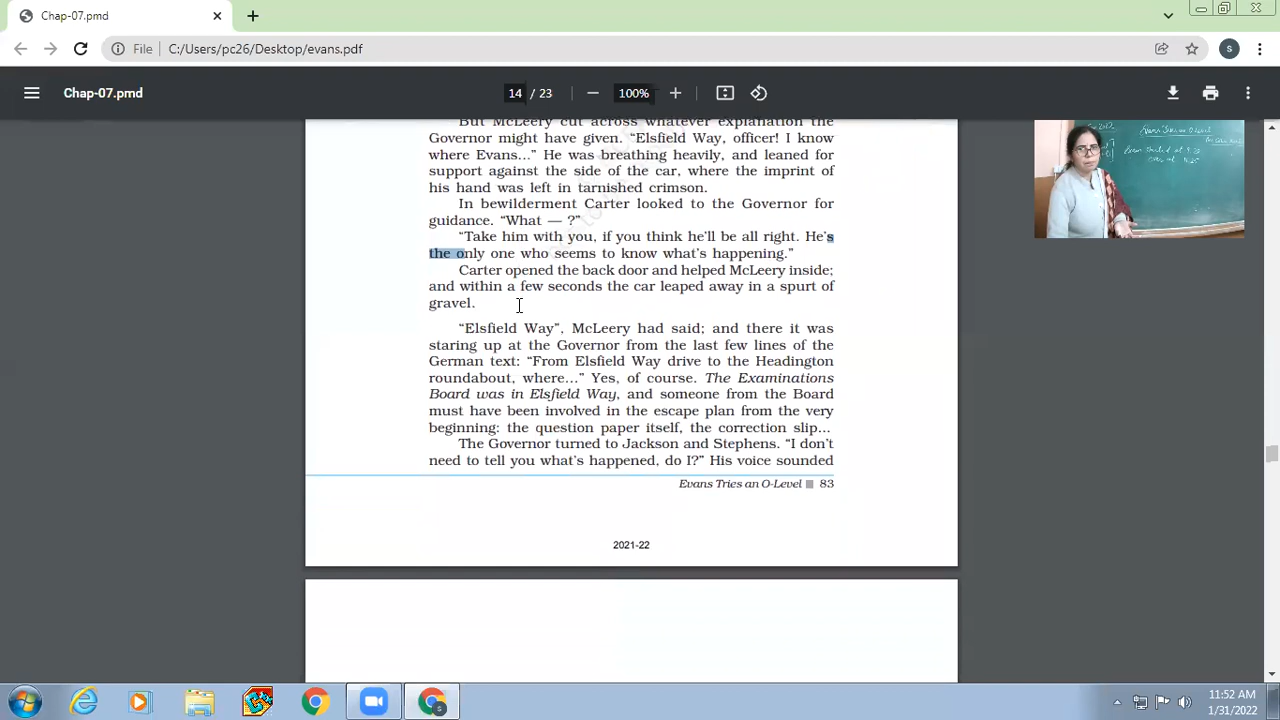 Chap-07.pmd
File
C:/Users/pc26/Desktop/evans.pdf
s
Chap-07.pmd
14 / 23
100%
But McLeery cut across whatever explanation the
Governor might have given. “Elsfield Way, officer! I know
where Evans...” He was breathing heavily, and leaned for
support against the side of the car, where the imprint of
his hand was left in tarnished crimson.
In bewilderment Carter looked to the Governor for
guidance. “What — ?”
“Take him with you, if you think he’ll be all right. He’s
the only one who seems to know what’s happening.”
Carter opened the back door and helped McLeery inside;
and within a few seconds the car leaped away in a spurt of
gravel.
“Elsfield Way”, McLeery had said; and there it was
staring up at the Governor from the last few lines of the
German text: “From Elsfield Way drive to the Headington
roundabout, where...” Yes, of course. The Examinations
Board was in Elsfield Way, and someone from the Board
must have been involved in the escape plan from the very
beginning: the question paper itself, the correction slip...
The Governor turned to Jackson and Stephens. “I don’t
need to tell you what’s happened, do I?” His voice sounded
Evans Tries an O-Level 83
2021-22
11:52 AM
1/31/2022